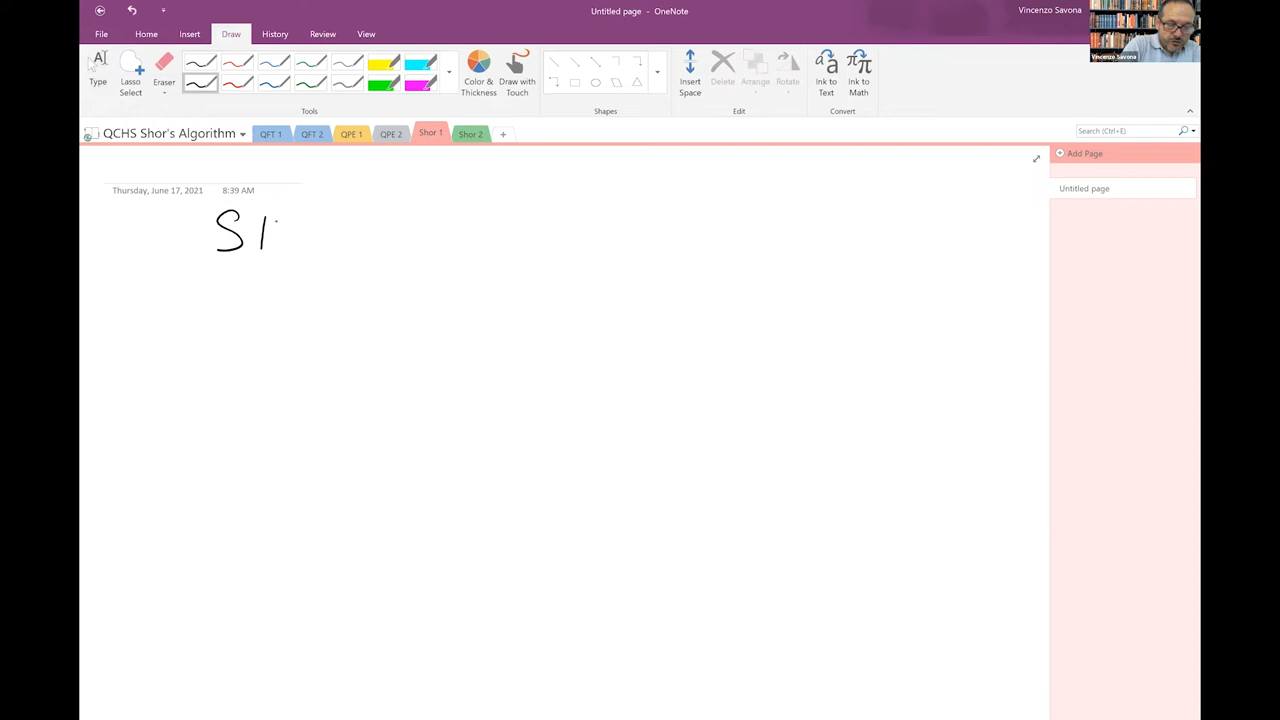 Untitled page - OneNote
Vincenzo Savona
File Home Insert Draw History Review View
Type
Lasso Select
Eraser
Color & Thickness
Draw with Touch
Insert Space
Delete
Arrange
Rotate
Ink to Text
Ink to Math
Tools
Shapes
Edit
Convert
Vincenzo Savona
QCHS Shor's Algorithm
QFT 1 QFT 2 QPE 1 QPE 2 Shor 1 Shor 2
Search (Ctrl+E)
Add Page
Untitled page
Thursday, June 17, 2021 8:39 AM